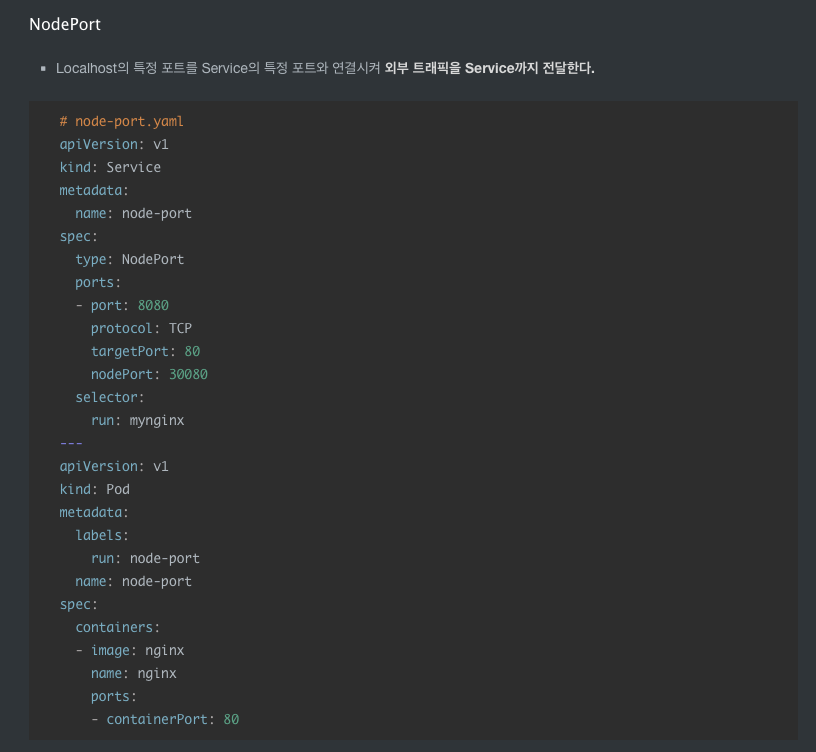 NodePort
▪ Localhost의 특정 포트를 Service의 특정 포트와 연결시켜 외부 트래픽을 Service까지 전달한다.
# node-port.yaml
apiVersion: v1
kind: Service
metadata:
  name: node-port
spec:
  type: NodePort
  ports:
  - port: 8080
    protocol: TCP
    targetPort: 80
    nodePort: 30080
  selector:
    run: mynginx
---
apiVersion: v1
kind: Pod
metadata:
  labels:
    run: node-port
  name: node-port
spec:
  containers:
  - image: nginx
    name: nginx
    ports:
    - containerPort: 80